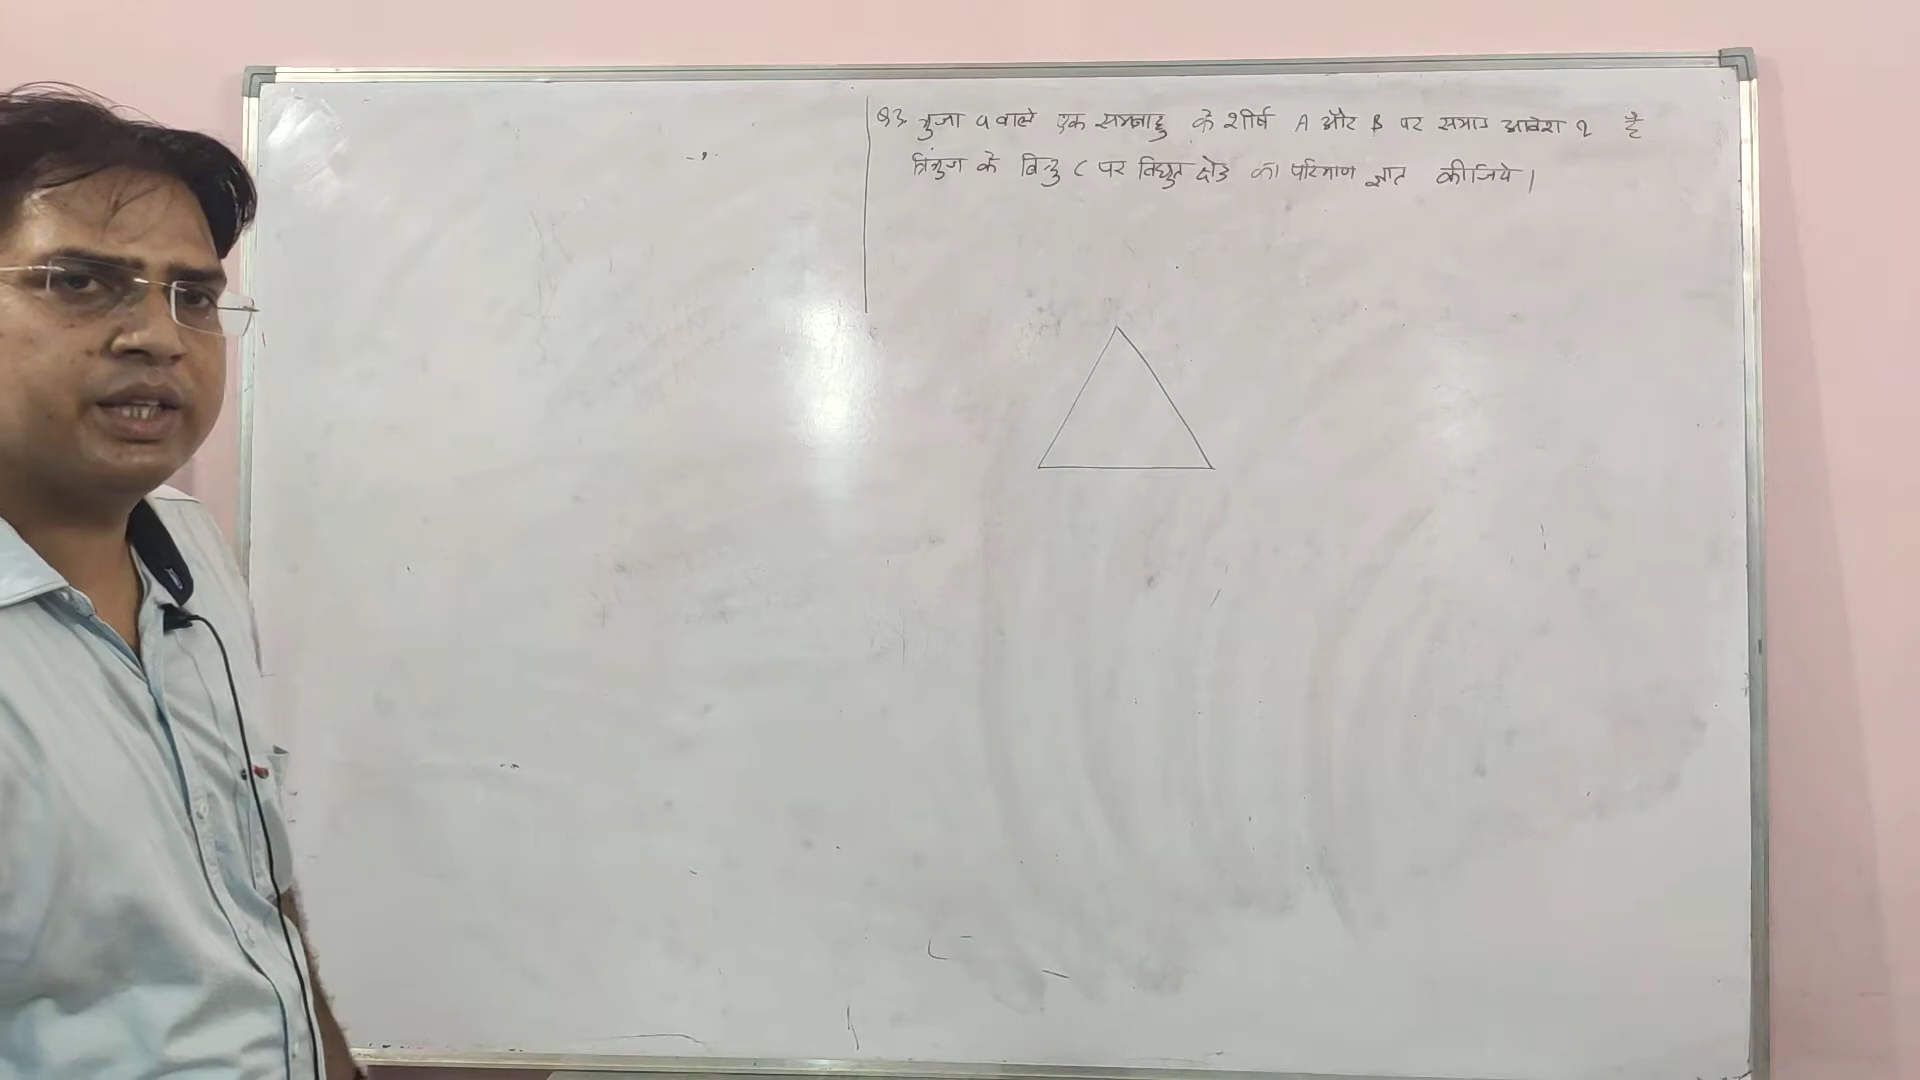 Q3. भुजा a वाले एक समबाहु के शीर्ष A और B पर समान आवेश q है
त्रिभुज के बिन्दु C पर विद्युत क्षेत्र का परिमाण ज्ञात कीजिये।